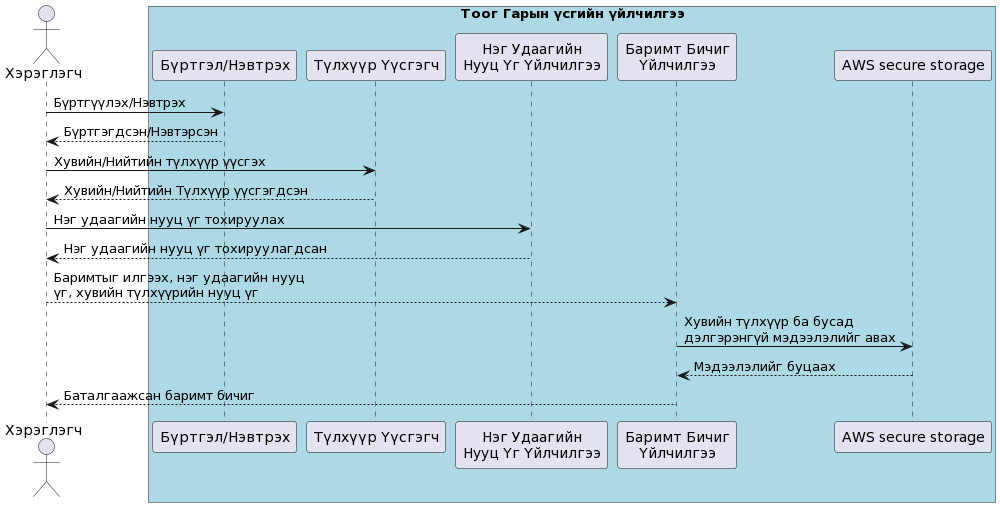 Тоог Гарын үсгийн үйлчилгээ
Хэрэглэгч
Бүртгэл/Нэвтрэх
Түлхүүр Үүсгэгч
Нэг Удаагийн
Нууц Үг Үйлчилгээ
Баримт Бичиг
Үйлчилгээ
AWS secure storage
Бүртгүүлэх/Нэвтрэх
Бүртгэгдсэн/Нэвтэрсэн
Хувийн/Нийтийн түлхүүр үүсгэх
Хувийн/Нийтийн Түлхүүр үүсгэгдсэн
Нэг удаагийн нууц үг тохируулах
Нэг удаагийн нууц үг тохируулагдсан
Баримтыг илгээх, нэг удаагийн нууц
үг, хувийн түлхүүрийн нууц үг
Хувийн түлхүүр ба бусад
дэлгэрэнгүй мэдээлэлийг авах
Мэдээлэлийг буцаах
Баталгаажсан баримт бичиг
Хэрэглэгч
Бүртгэл/Нэвтрэх
Түлхүүр Үүсгэгч
Нэг Удаагийн
Нууц Үг Үйлчилгээ
Баримт Бичиг
Үйлчилгээ
AWS secure storage